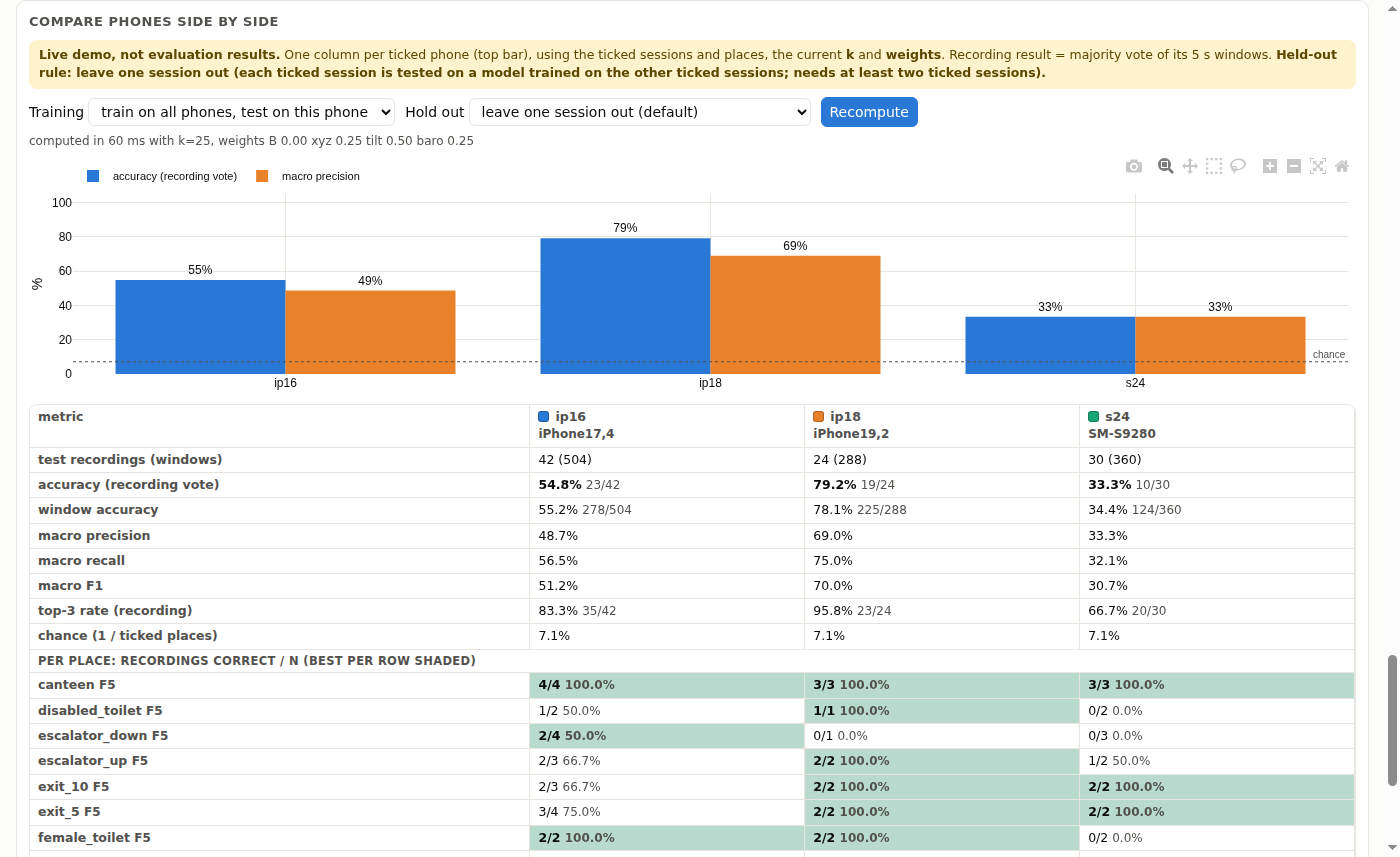 COMPARE PHONES SIDE BY SIDE
Live demo, not evaluation results. One column per ticked phone (top bar), using the ticked sessions and places, the current k and weights. Recording result = majority vote of its 5 s windows. Held-out
rule: leave one session out (each ticked session is tested on a model trained on the other ticked sessions; needs at least two ticked sessions).
Training train on all phones, test on this phone Hold out leave one session out (default) Recompute
computed in 60 ms with k=25, weights B 0.00 xyz 0.25 tilt 0.50 baro 0.25
accuracy (recording vote) macro precision
100
80
60
40
20
0
%
55% 49% 79% 69% 33% 33%
chance
ip16 ip18 s24
metric ip16 ip18 s24
iPhone17,4 iPhone19,2 SM-S9280
test recordings (windows) 42 (504) 24 (288) 30 (360)
accuracy (recording vote) 54.8% 23/42 79.2% 19/24 33.3% 10/30
window accuracy 55.2% 278/504 78.1% 225/288 34.4% 124/360
macro precision 48.7% 69.0% 33.3%
macro recall 56.5% 75.0% 32.1%
macro F1 51.2% 70.0% 30.7%
top-3 rate (recording) 83.3% 35/42 95.8% 23/24 66.7% 20/30
chance (1 / ticked places) 7.1% 7.1% 7.1%
PER PLACE: RECORDINGS CORRECT / N (BEST PER ROW SHADED)
canteen F5 4/4 100.0% 3/3 100.0% 3/3 100.0%
disabled_toilet F5 1/2 50.0% 1/1 100.0% 0/2 0.0%
escalator_down F5 2/4 50.0% 0/1 0.0% 0/3 0.0%
escalator_up F5 2/3 66.7% 2/2 100.0% 1/2 50.0%
exit_10 F5 2/3 66.7% 2/2 100.0% 2/2 100.0%
exit_5 F5 3/4 75.0% 2/2 100.0% 2/2 100.0%
female_toilet F5 2/2 100.0% 2/2 100.0% 0/2 0.0%